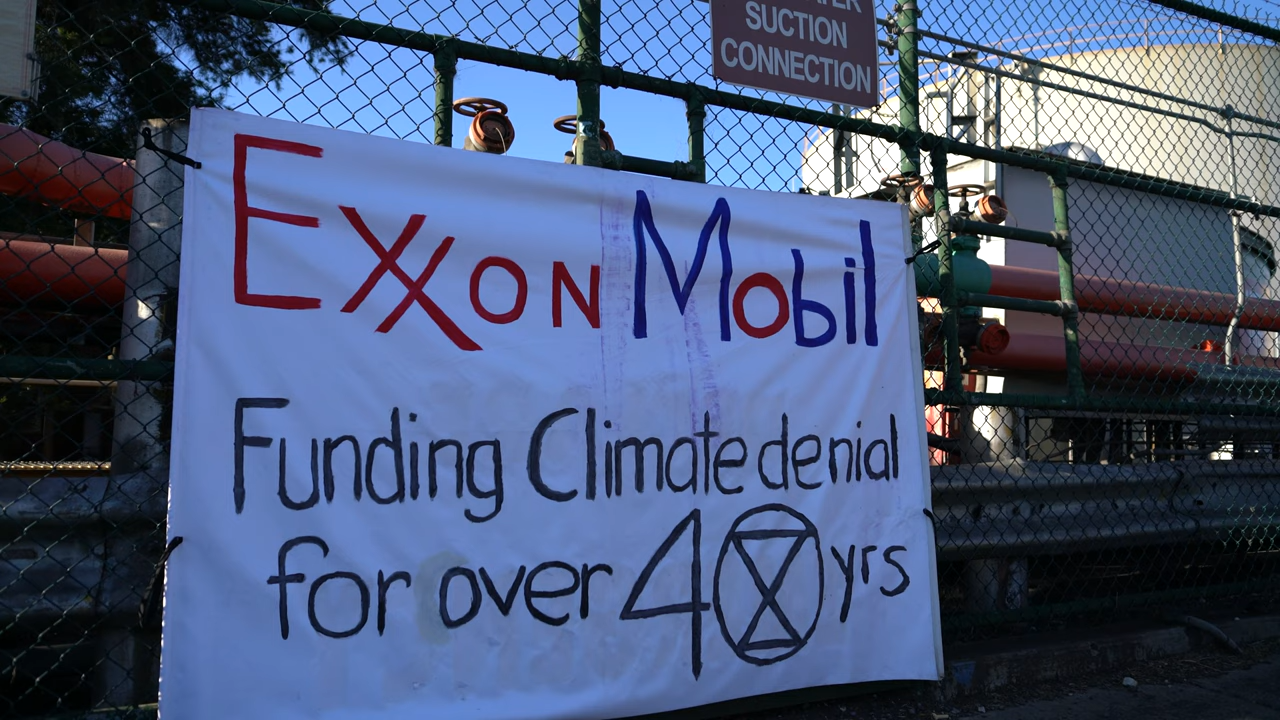 SUCTION
CONNECTION
ExxonMobil
Funding Climate denial
for over 40 yrs